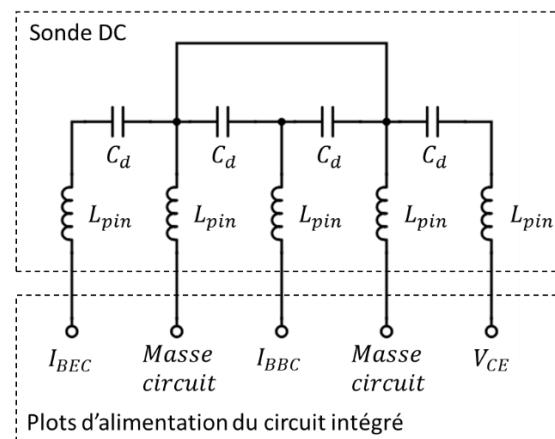 Sonde DC
C_d C_d C_d C_d
L_pin L_pin L_pin L_pin L_pin
I_BEC Masse circuit I_BBC Masse circuit V_CE
Plots d’alimentation du circuit intégré